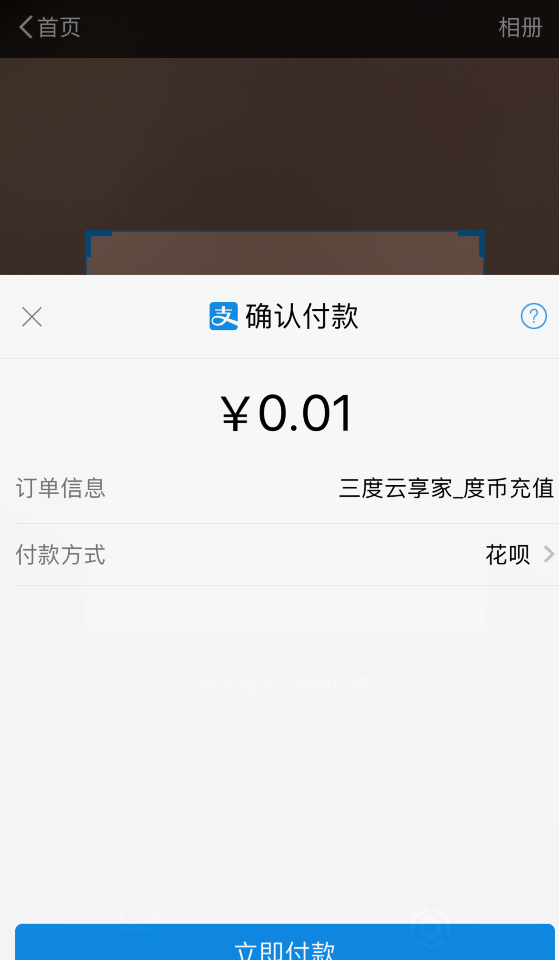 首页 相册
支 确认付款 ?
￥0.01
订单信息 三度云享家_度币充值
付款方式 花呗
立即付款